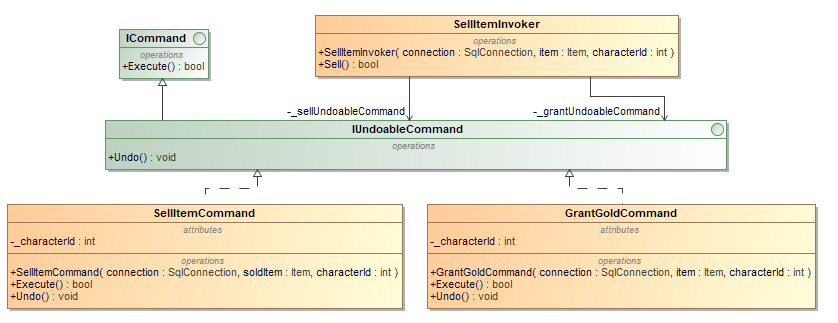 ICommand
operations
+Execute() : bool
SellItemInvoker
operations
+SellItemInvoker( connection : SqlConnection, item : Item, characterId : int )
+Sell() : bool
-_sellUndoableCommand
-_grantUndoableCommand
IUndoableCommand
operations
+Undo() : void
SellItemCommand
attributes
-_characterId : int
operations
+SellItemCommand( connection : SqlConnection, soldItem : Item, characterId : int )
+Execute() : bool
+Undo() : void
GrantGoldCommand
attributes
-_characterId : int
operations
+GrantGoldCommand( connection : SqlConnection, item : Item, characterId : int )
+Execute() : bool
+Undo() : void